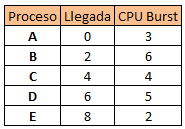 Proceso Llegada CPU Burst
A 0 3
B 2 6
C 4 4
D 6 5
E 8 2